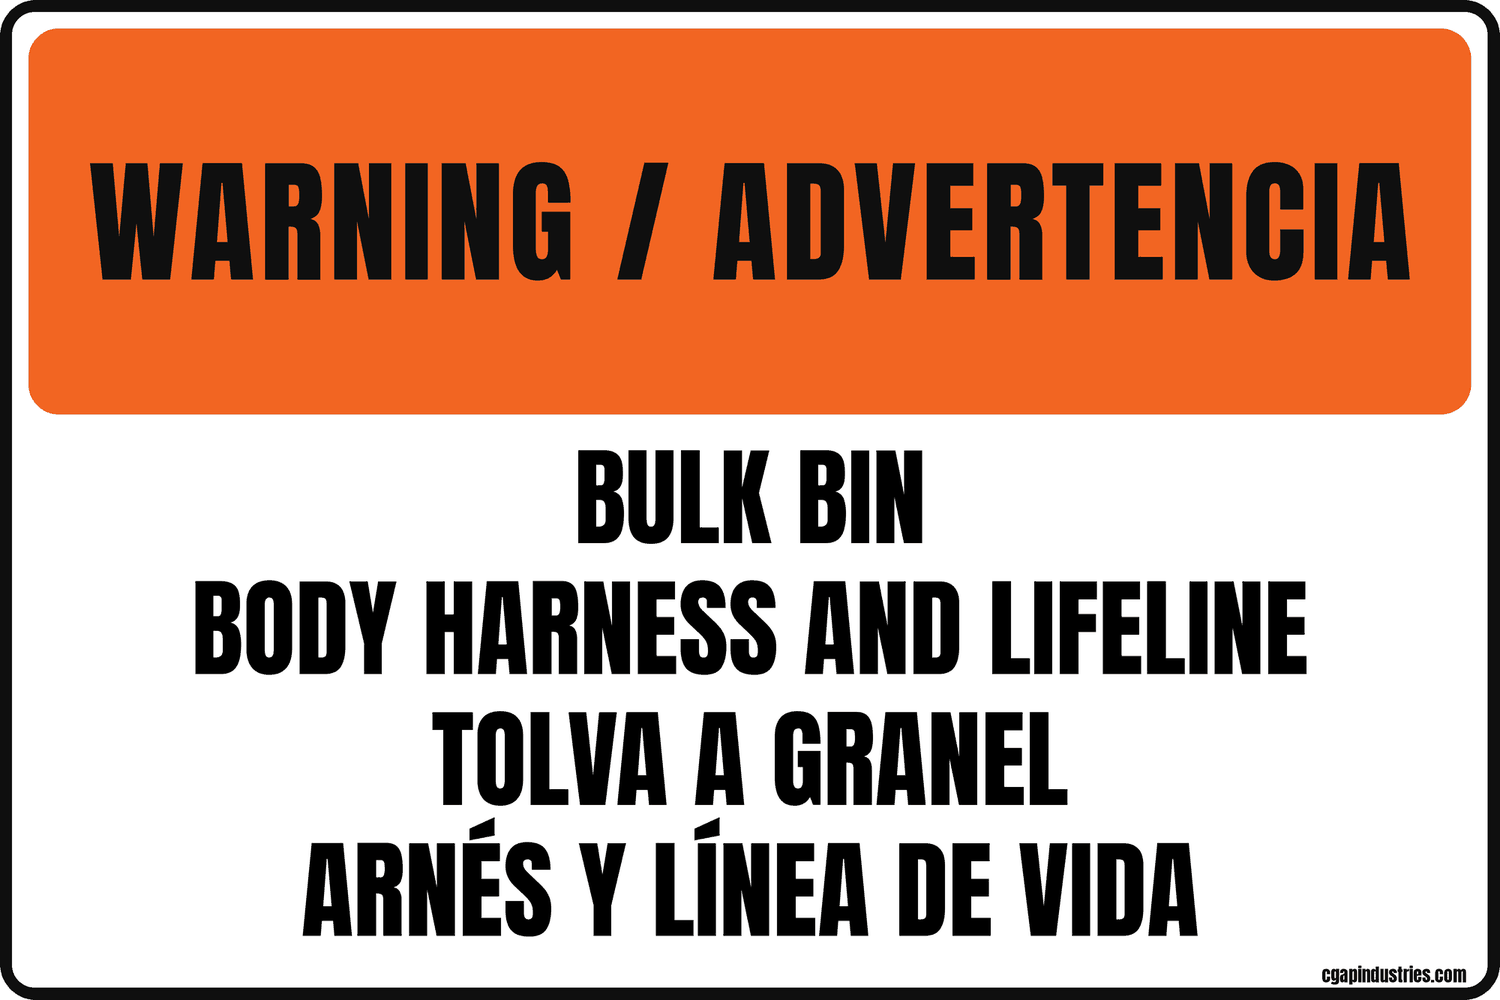 WARNING / ADVERTENCIA
BULK BIN
BODY HARNESS AND LIFELINE
TOLVA A GRANEL
ARNÉS Y LÍNEA DE VIDA
cgapindustries.com